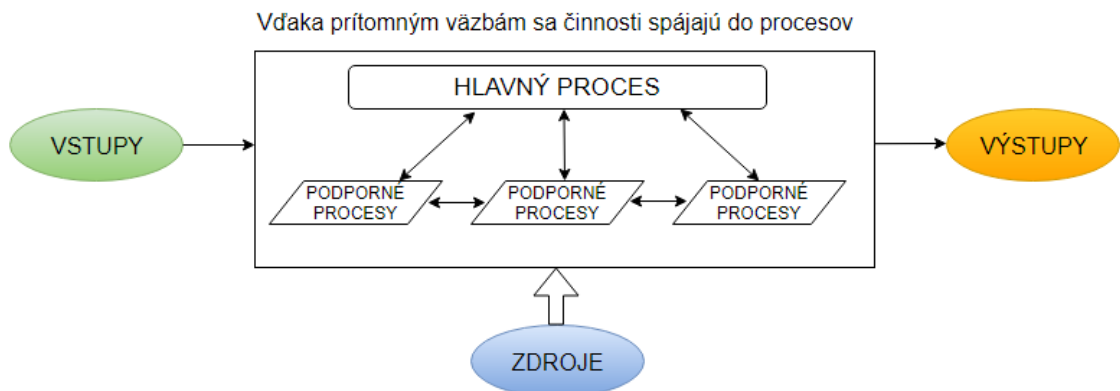 Vďaka prítomným väzbám sa činnosti spájajú do procesov
HLAVNÝ PROCES
VSTUPY
VÝSTUPY
PODPORNÉ
PROCESY
PODPORNÉ
PROCESY
PODPORNÉ
PROCESY
ZDROJE